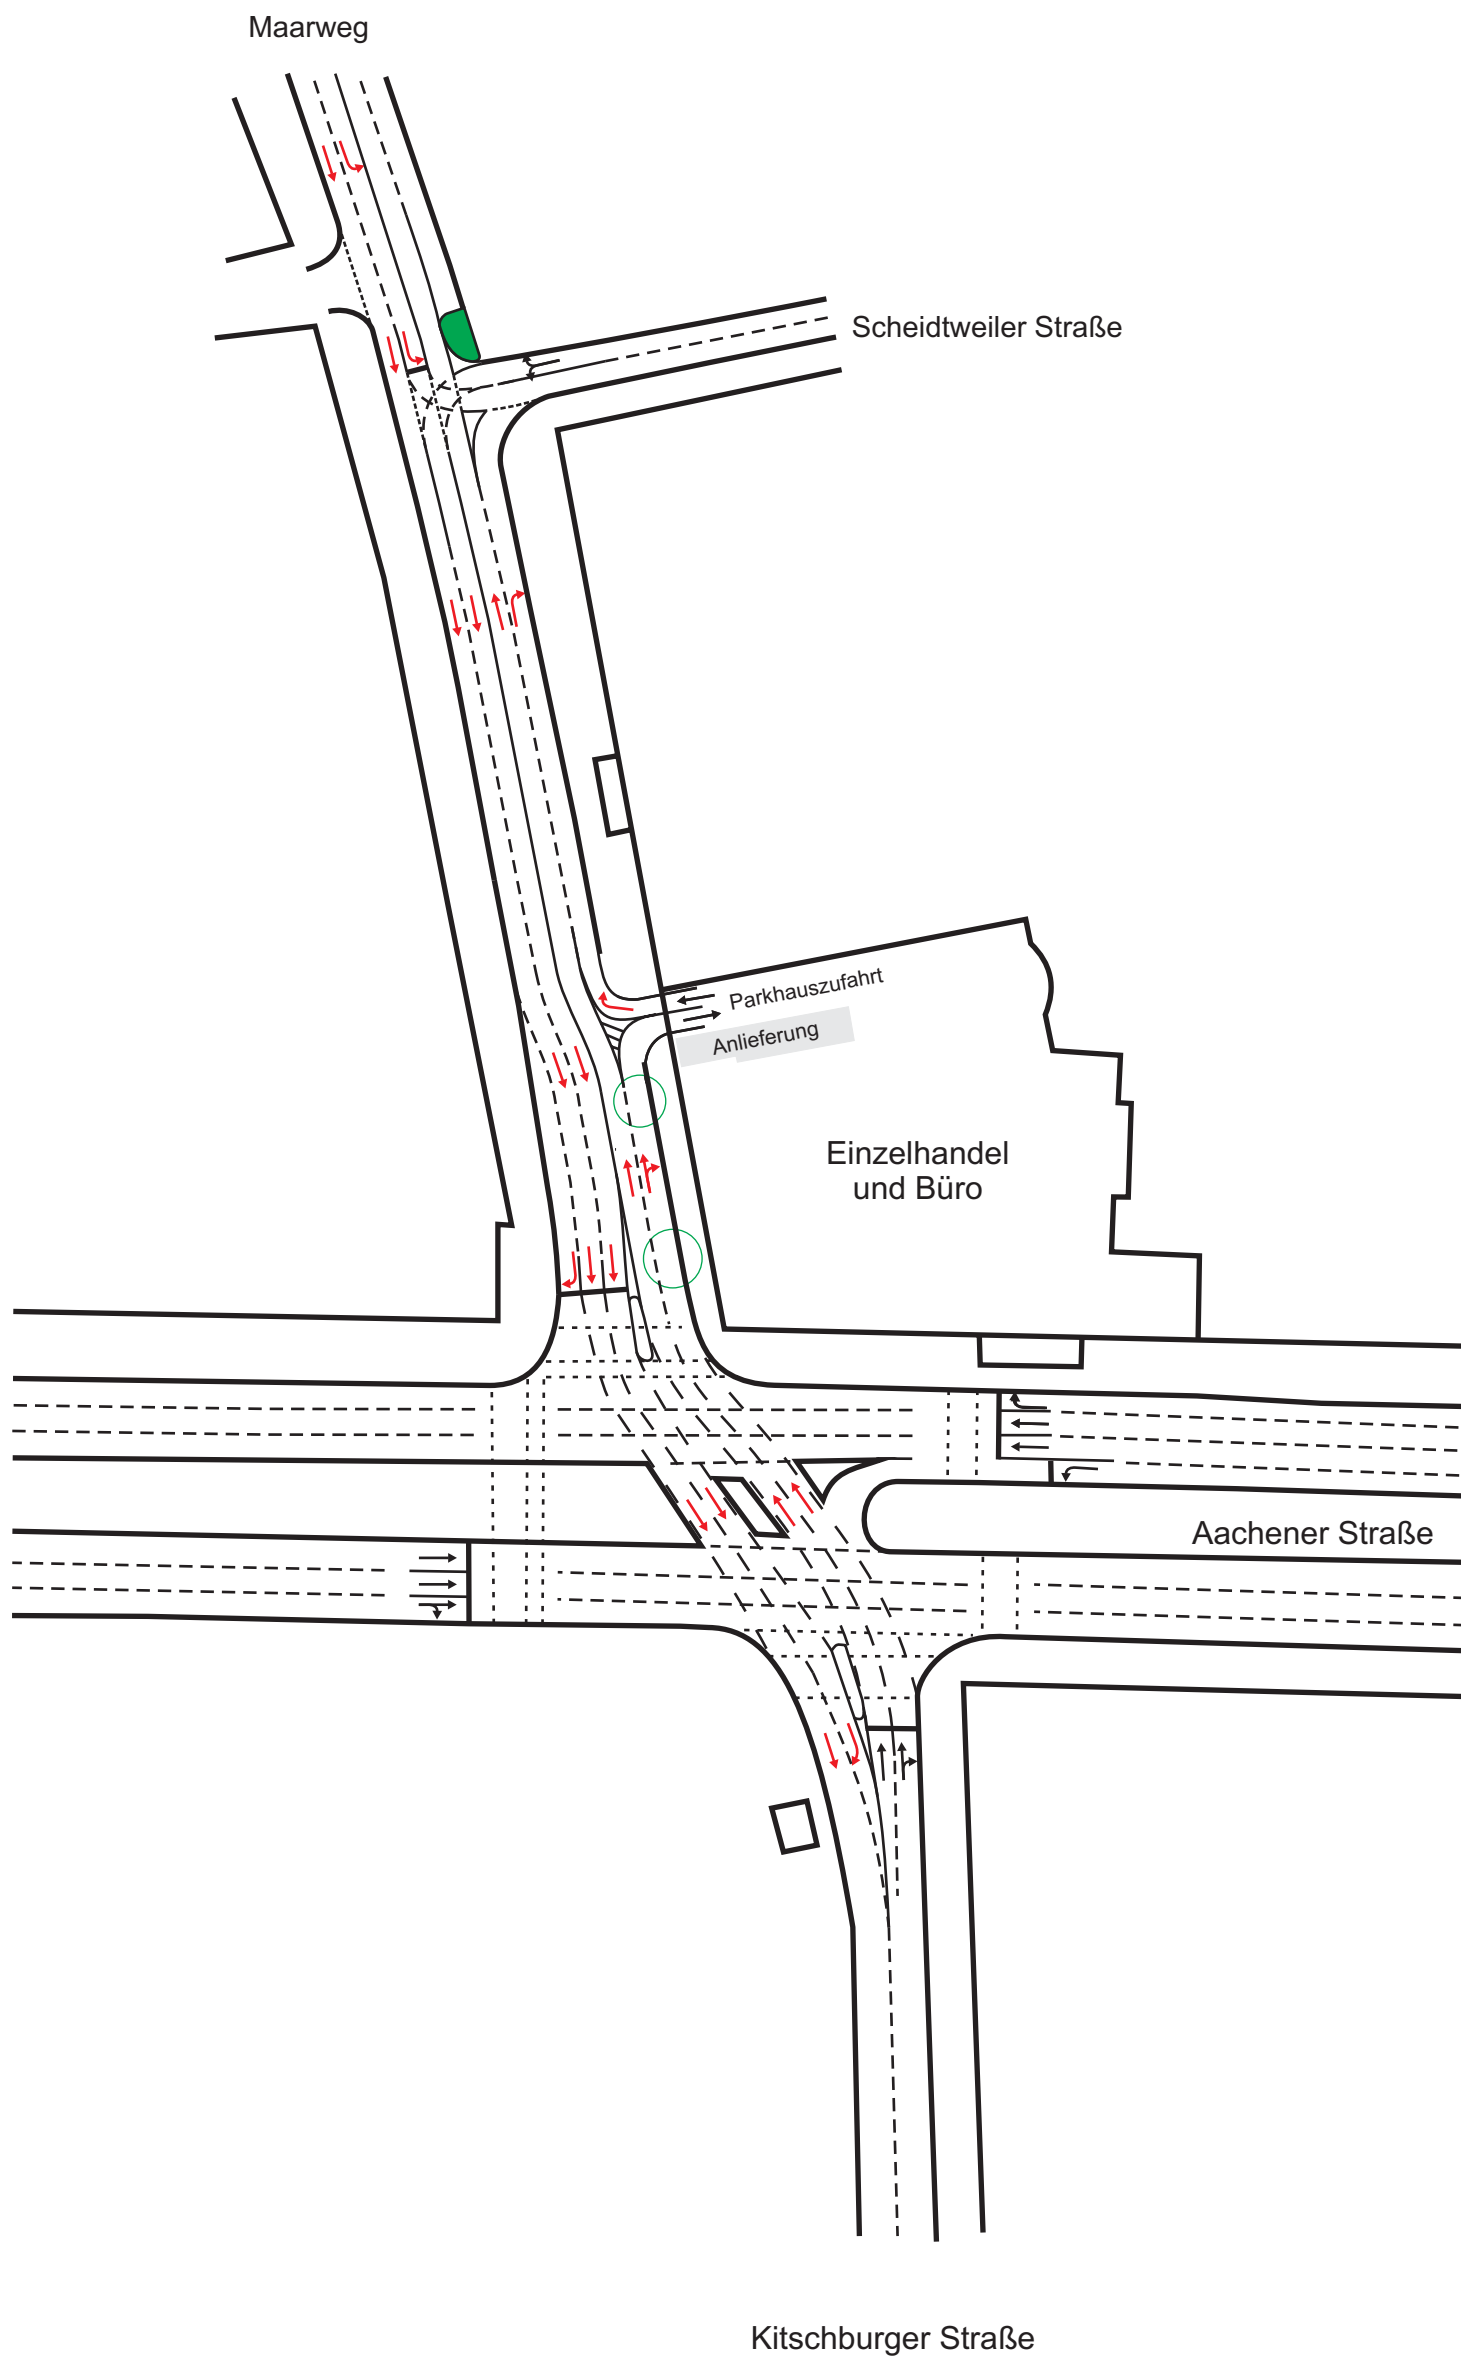 Maarweg
Scheidtweiler Straße
Parkhauszufahrt
Anlieferung
Einzelhandel
und Büro
Aachener Straße
Kitschburger Straße